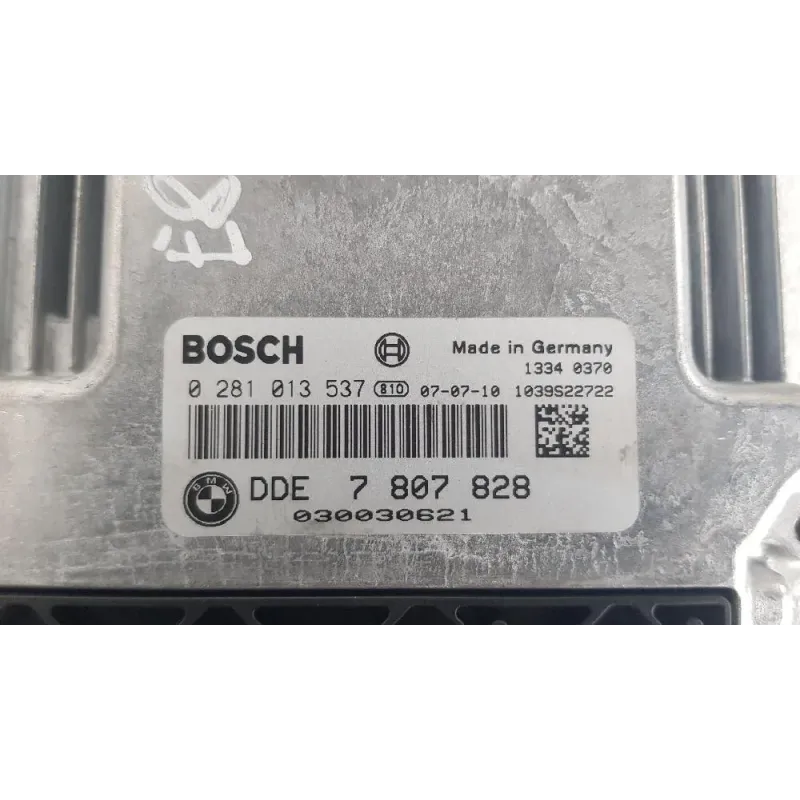 BOSCH Made in Germany
1334 0370
0 281 013 537 810 07-07-10 1039S22722
BMW DDE 7 807 828
030030621